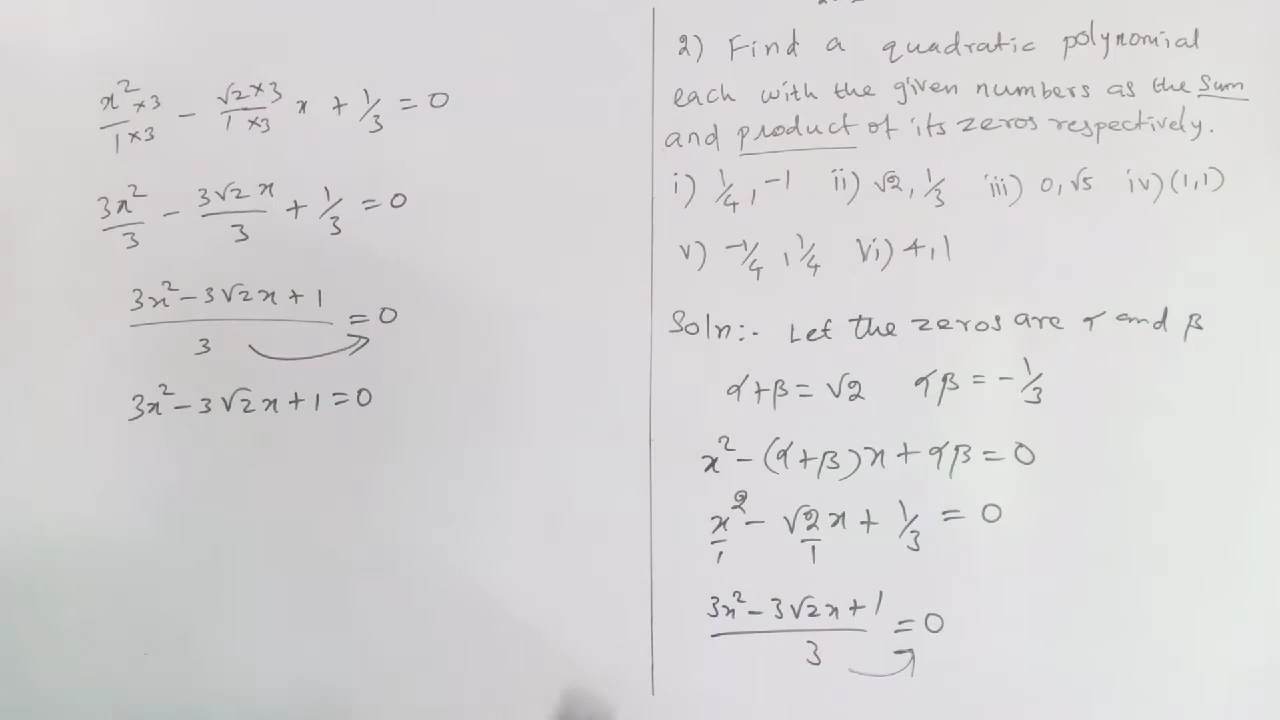 2) Find a quadratic polynomial
each with the given numbers as the Sum
and product of its zeros respectively.
i) 1/4, -1 ii) √2, 1/3 iii) 0, √5 iv) (1,1)
v) -1/4, 1/4 vi) 4, 1
Soln:- Let the zeros are α and β
α+β = √2 αβ = -1/3
x² - (α+β)x + αβ = 0
x²/1 - √2/1 x + 1/3 = 0
(3x² - 3√2x + 1)/3 = 0
(x² × 3)/(1 × 3) - (√2 × 3)/(1 × 3) x + 1/3 = 0
3x²/3 - 3√2x/3 + 1/3 = 0
(3x² - 3√2x + 1)/3 = 0
3x² - 3√2x + 1 = 0